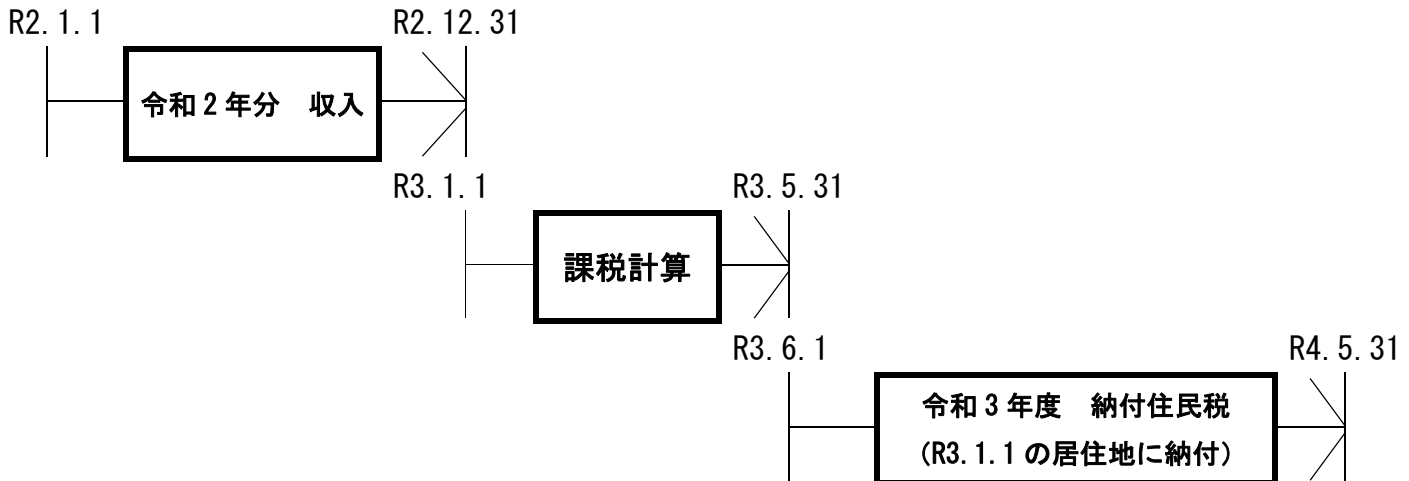 R2.1.1
R2.12.31
令和2年分　収入
R3.1.1
R3.5.31
課税計算
R3.6.1
R4.5.31
令和3年度　納付住民税
(R3.1.1の居住地に納付)